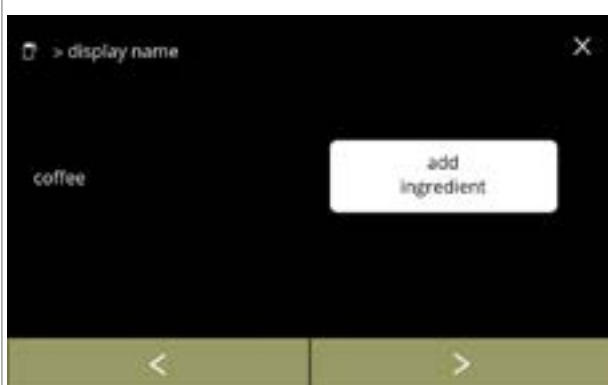 > display name
coffee
add
ingredient
< >